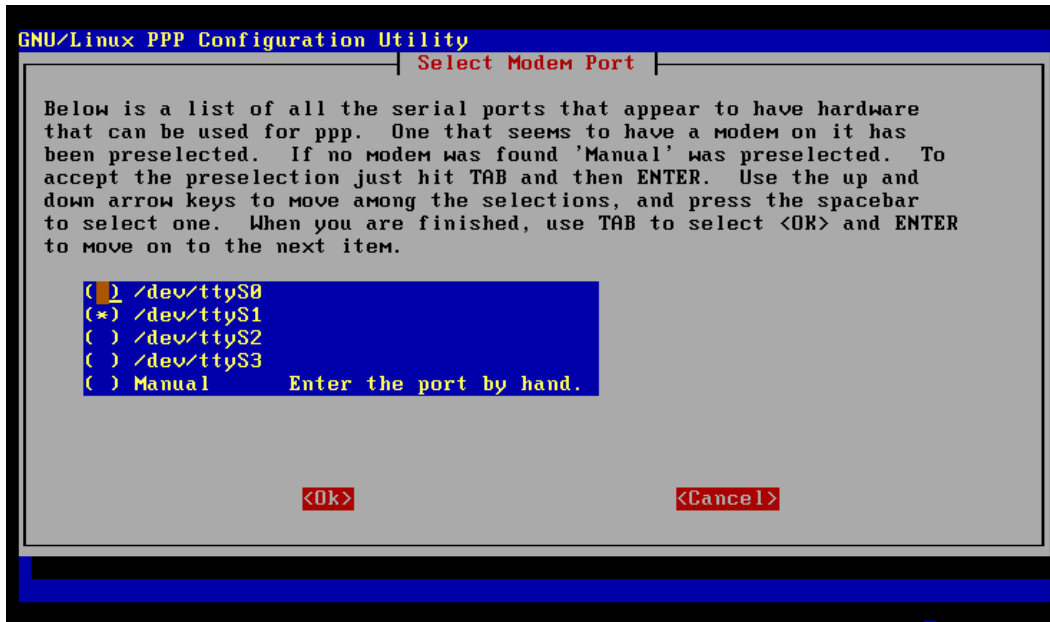 GNU/Linux PPP Configuration Utility
Select Modem Port
Below is a list of all the serial ports that appear to have hardware
that can be used for ppp.  One that seems to have a modem on it has
been preselected.  If no modem was found 'Manual' was preselected.  To
accept the preselection just hit TAB and then ENTER.  Use the up and
down arrow keys to move among the selections, and press the spacebar
to select one.  When you are finished, use TAB to select <OK> and ENTER
to move on to the next item.
( ) /dev/ttyS0
(*) /dev/ttyS1
( ) /dev/ttyS2
( ) /dev/ttyS3
( ) Manual      Enter the port by hand.
<Ok> <Cancel>